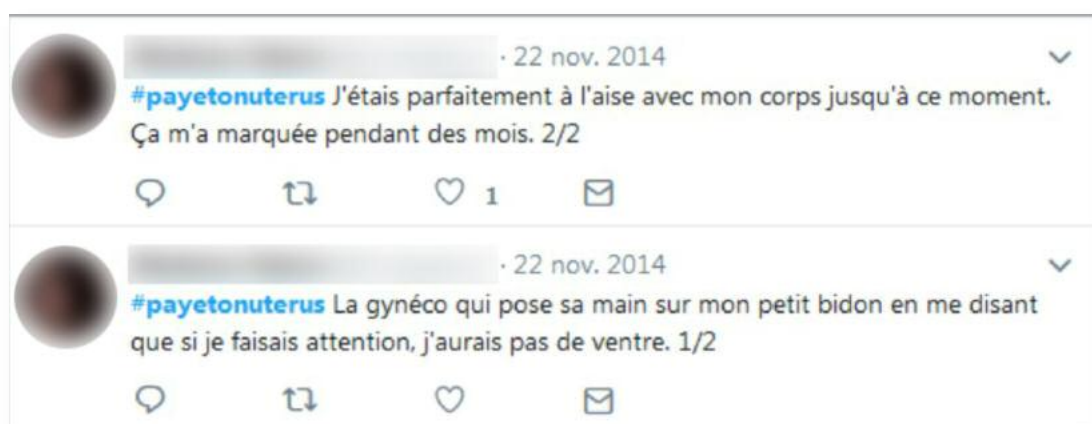 · 22 nov. 2014
#payetonuterus J'étais parfaitement à l'aise avec mon corps jusqu'à ce moment.
Ça m'a marquée pendant des mois. 2/2
1
· 22 nov. 2014
#payetonuterus La gynéco qui pose sa main sur mon petit bidon en me disant
que si je faisais attention, j'aurais pas de ventre. 1/2